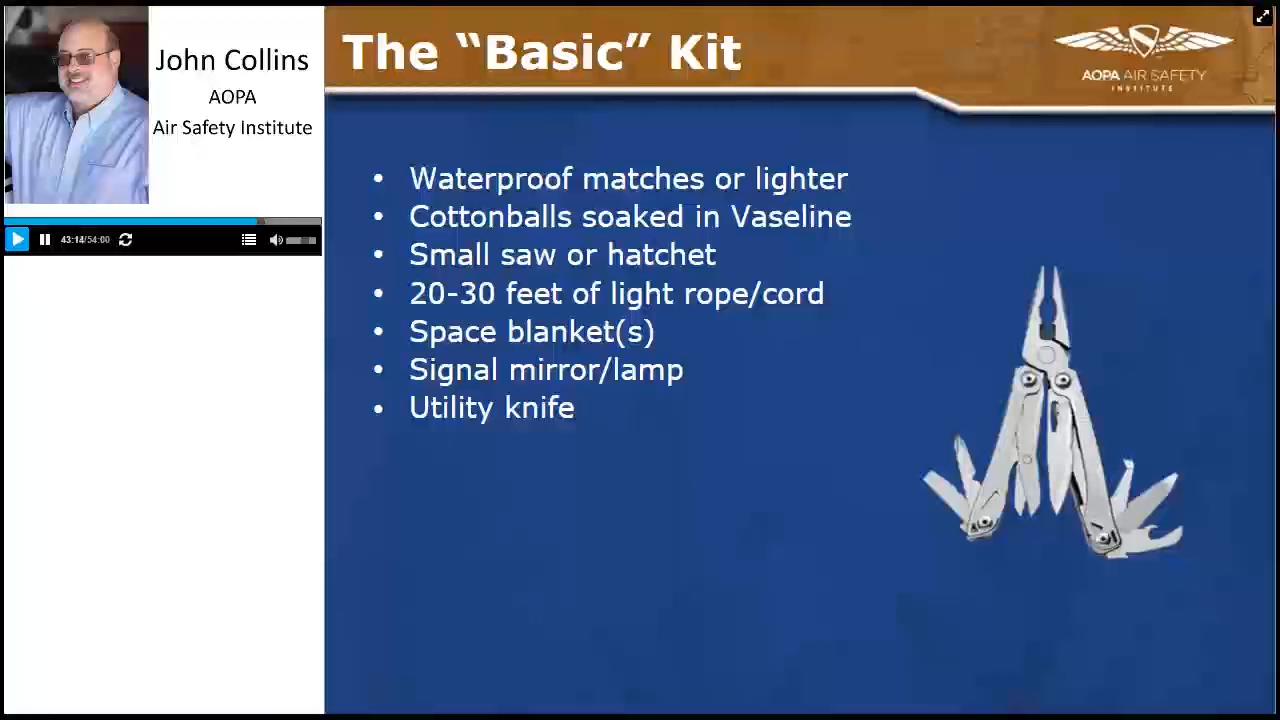 John Collins
AOPA
Air Safety Institute
43:14/54:00
The “Basic” Kit
AOPA AIR SAFETY
INSTITUTE
• Waterproof matches or lighter
• Cottonballs soaked in Vaseline
• Small saw or hatchet
• 20-30 feet of light rope/cord
• Space blanket(s)
• Signal mirror/lamp
• Utility knife